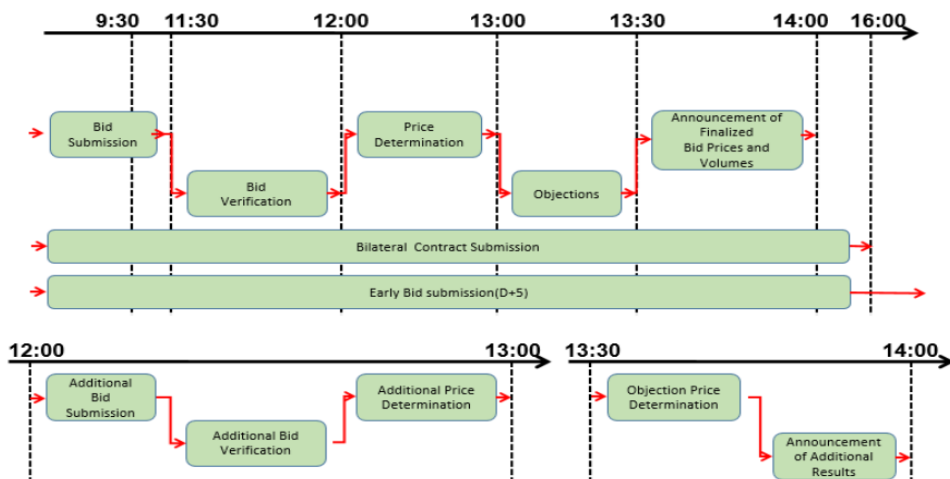 9:30 11:30 12:00 13:00 13:30 14:00 16:00
Bid
Submission
Bid
Verification
Price
Determination
Objections
Announcement of
Finalized
Bid Prices and
Volumes
Bilateral Contract Submission
Early Bid submission(D+5)
12:00 13:00
Additional
Bid
Submission
Additional Bid
Verification
Additional Price
Determination
13:30 14:00
Objection Price
Determination
Announcement
of Additional
Results